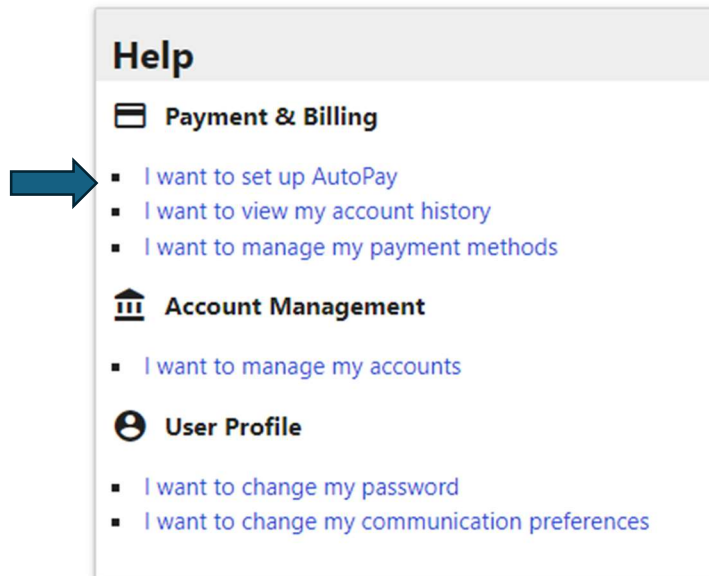 Help
Payment & Billing
I want to set up AutoPay
I want to view my account history
I want to manage my payment methods
Account Management
I want to manage my accounts
User Profile
I want to change my password
I want to change my communication preferences